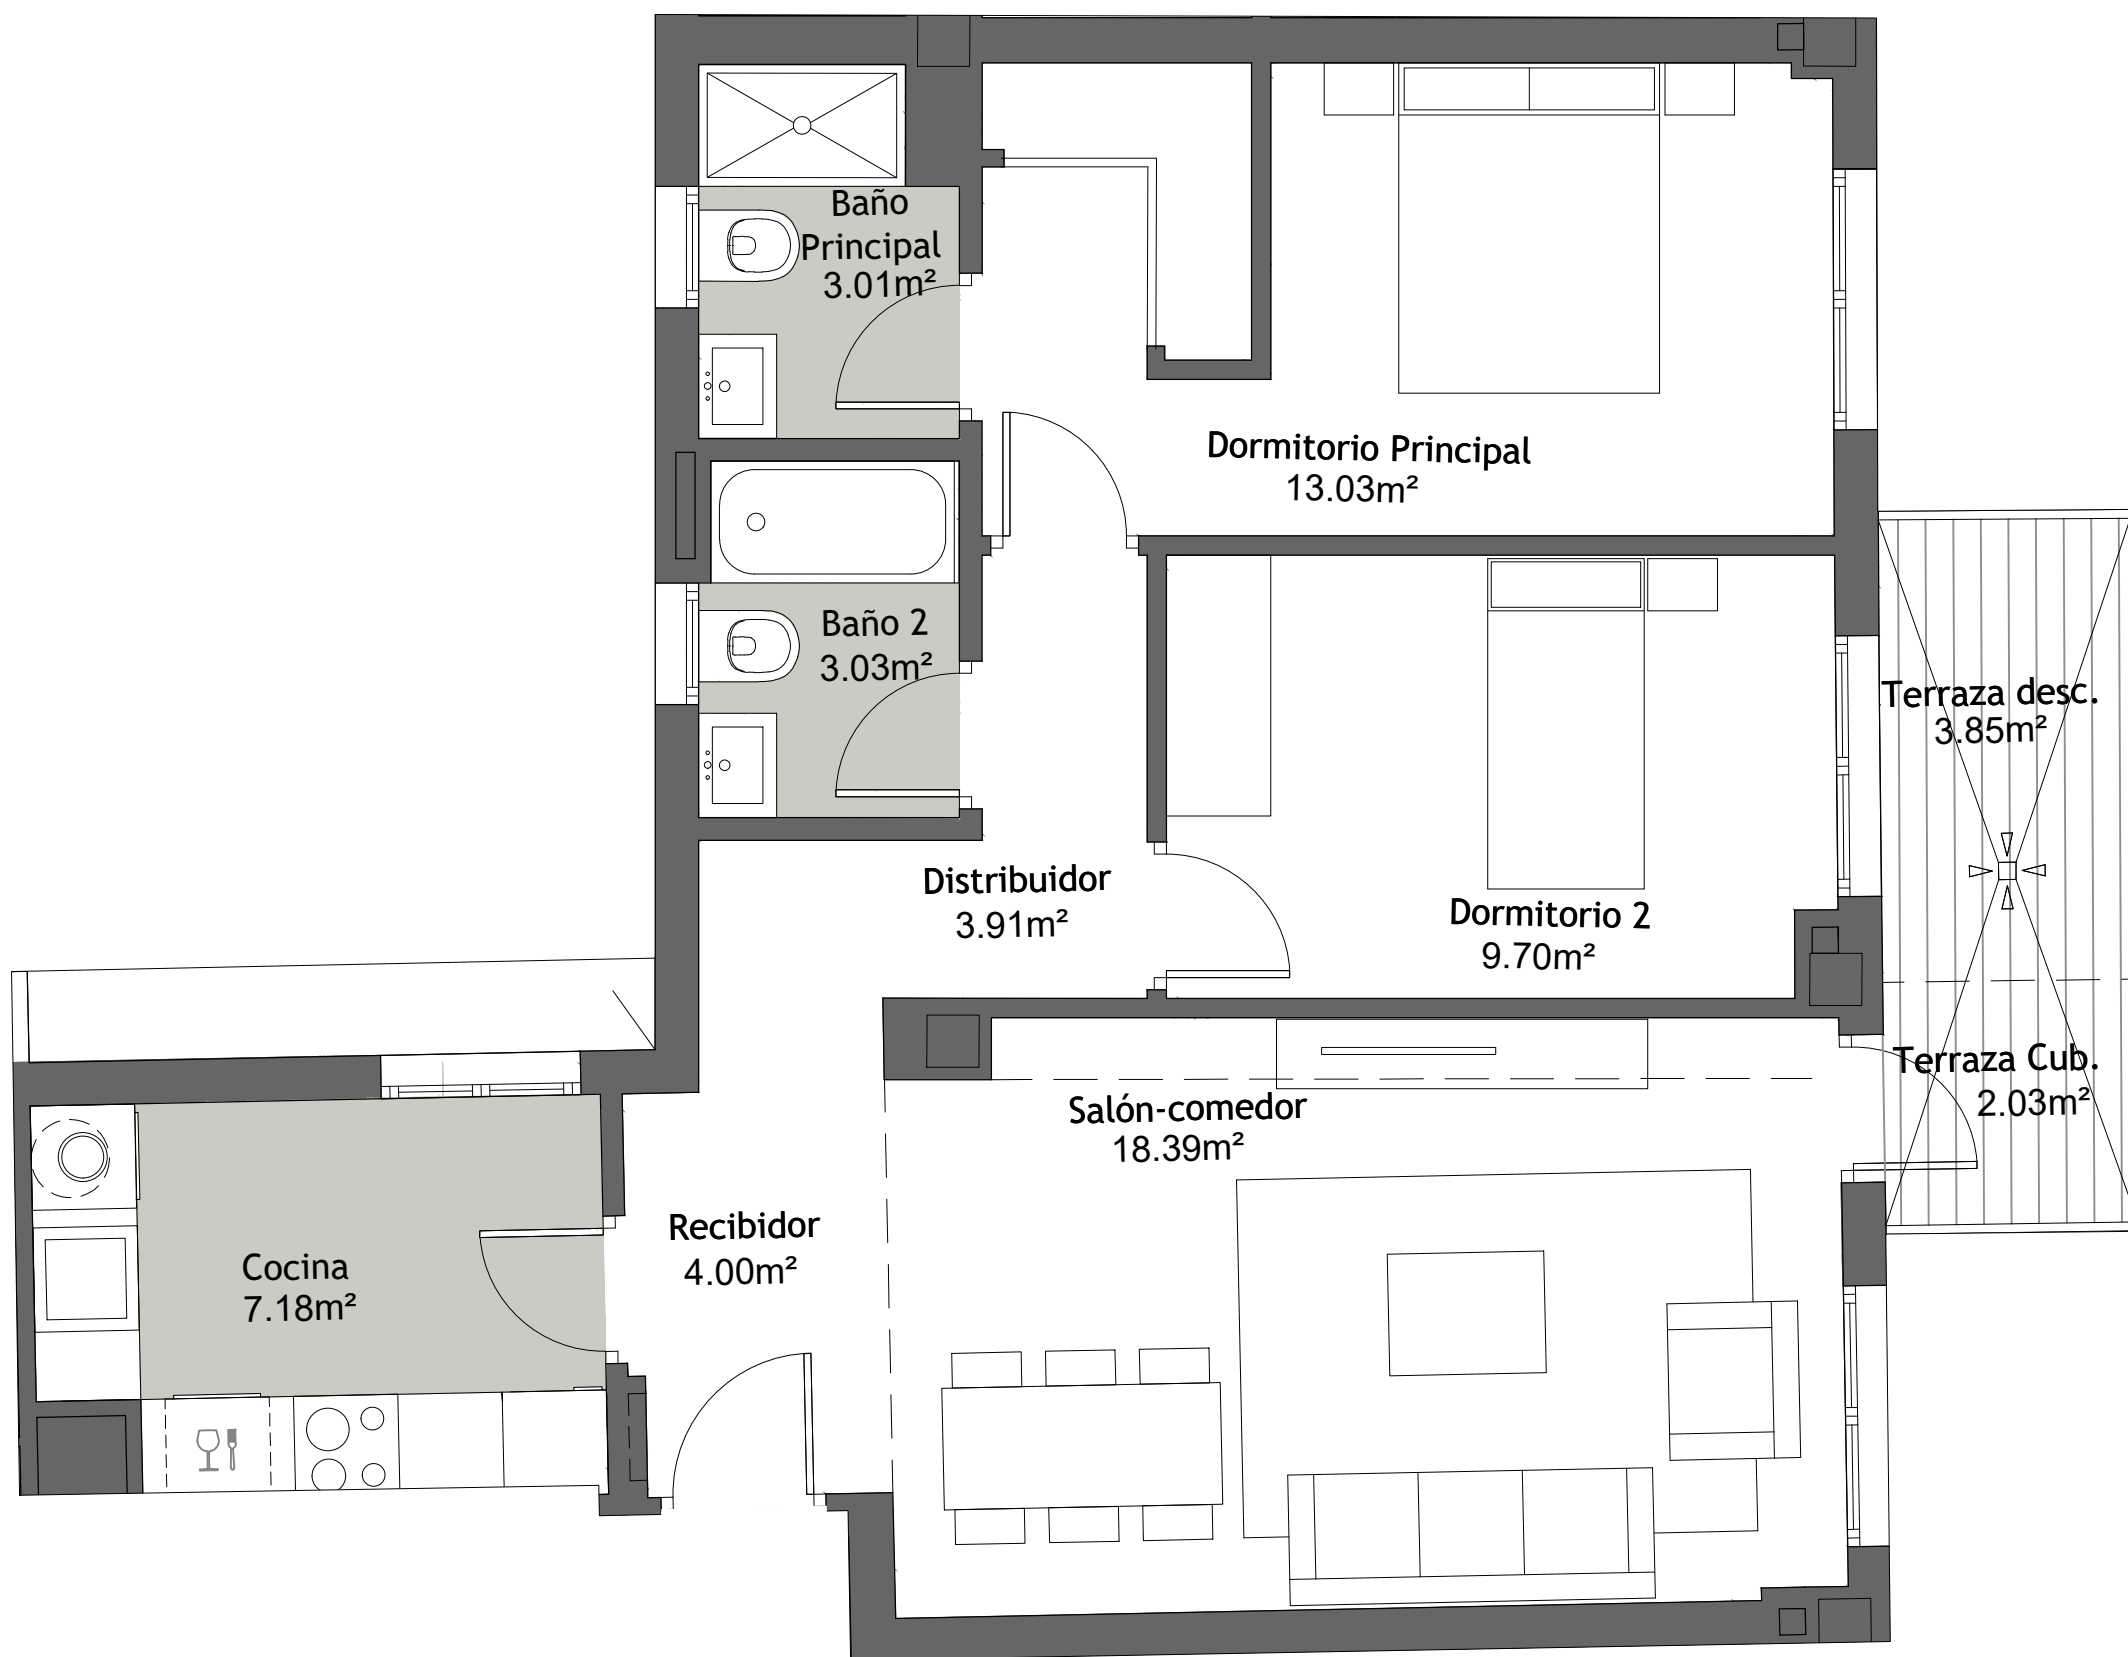 Baño
Principal
3.01m²
Dormitorio Principal
13.03m²
Baño 2
3.03m²
Terraza desc.
3.85m²
Distribuidor
3.91m²
Dormitorio 2
9.70m²
Terraza Cub.
2.03m²
Salón-comedor
18.39m²
Recibidor
4.00m²
Cocina
7.18m²